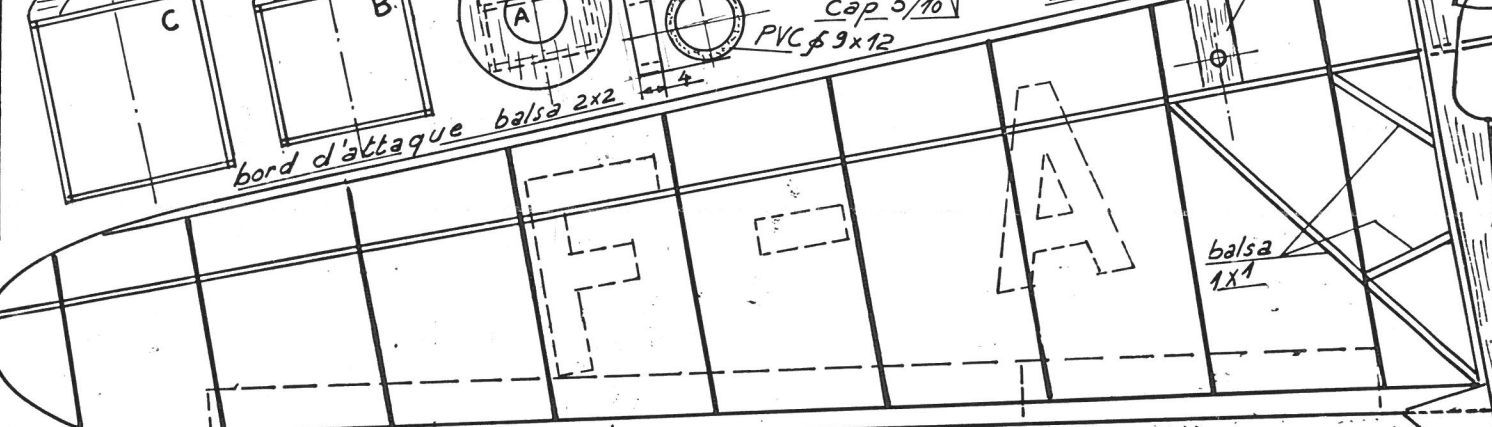 C
B
A
Cap 5/10
PVC ø 9x12
4
bord d'attaque balsa 2x2
F - A
balsa
1x1